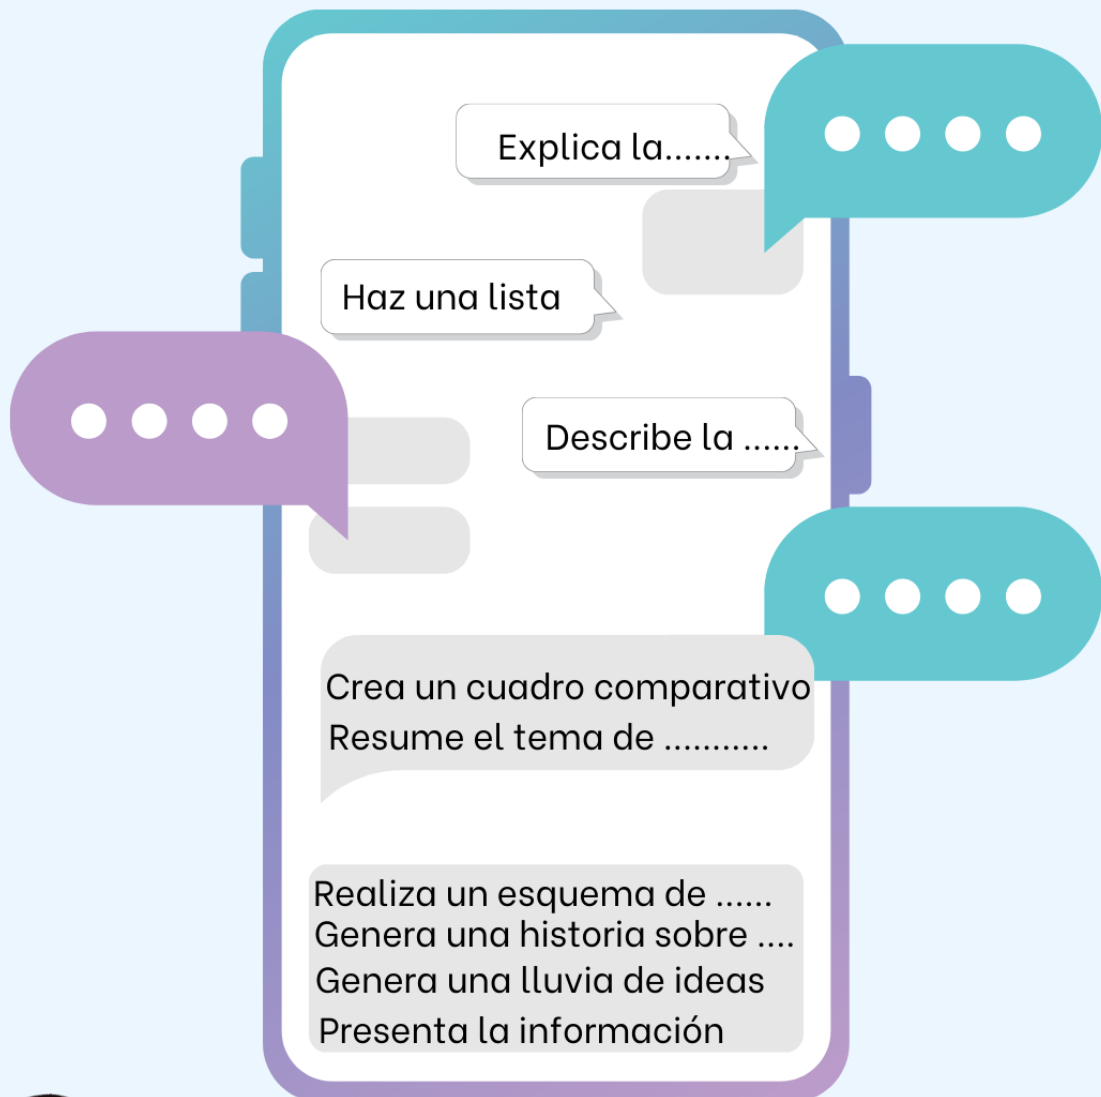 Explica la.......
Haz una lista
Describe la ......
Crea un cuadro comparativo
Resume el tema de ...........
Realiza un esquema de ......
Genera una historia sobre ....
Genera una lluvia de ideas
Presenta la información